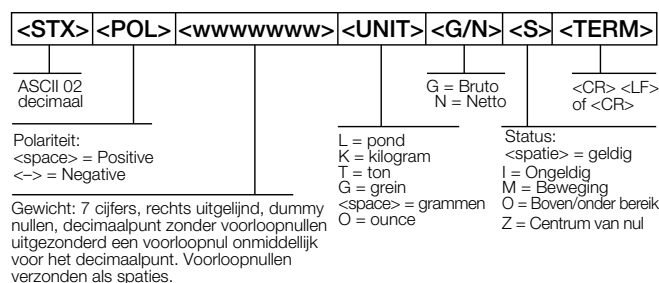 <STX> <POL> <wwwwwww> <UNIT> <G/N> <S> <TERM>
ASCII 02
decimaal
G = Bruto
N = Netto
<CR> <LF>
of <CR>
Polariteit:
<space> = Positive
<–> = Negative
L = pond
K = kilogram
T = ton
G = grein
<space> = grammen
O = ounce
Status:
<spatie> = geldig
I = Ongeldig
M = Beweging
O = Boven/onder bereik
Z = Centrum van nul
Gewicht: 7 cijfers, rechts uitgelijnd, dummy
nullen, decimaalpunt zonder voorloopnullen
uitgezonderd een voorloopnul onmiddellijk
voor het decimaalpunt. Voorloopnullen
verzonden als spaties.